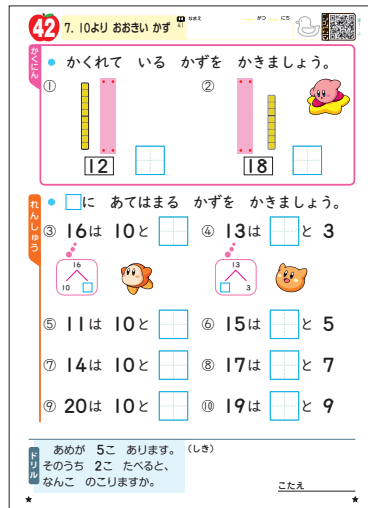 42 7. 10より おおきい かず 41 なまえ がつ にち
かくにん
● かくれて いる かずを かきましょう。
① ②
12 18
れんしゅう
● □に あてはまる かずを かきましょう。
③ 16は 10と □ ④ 13は □と 3
16 13
10 □ □ 3
⑤ 11は 10と □ ⑥ 15は □と 5
⑦ 14は 10と □ ⑧ 17は □と 7
⑨ 20は 10と □ ⑩ 19は □と 9
ドリル
あめが 5こ あります。 (しき)
そのうち 2こ たべると、
なんこ のこりますか。
こたえ